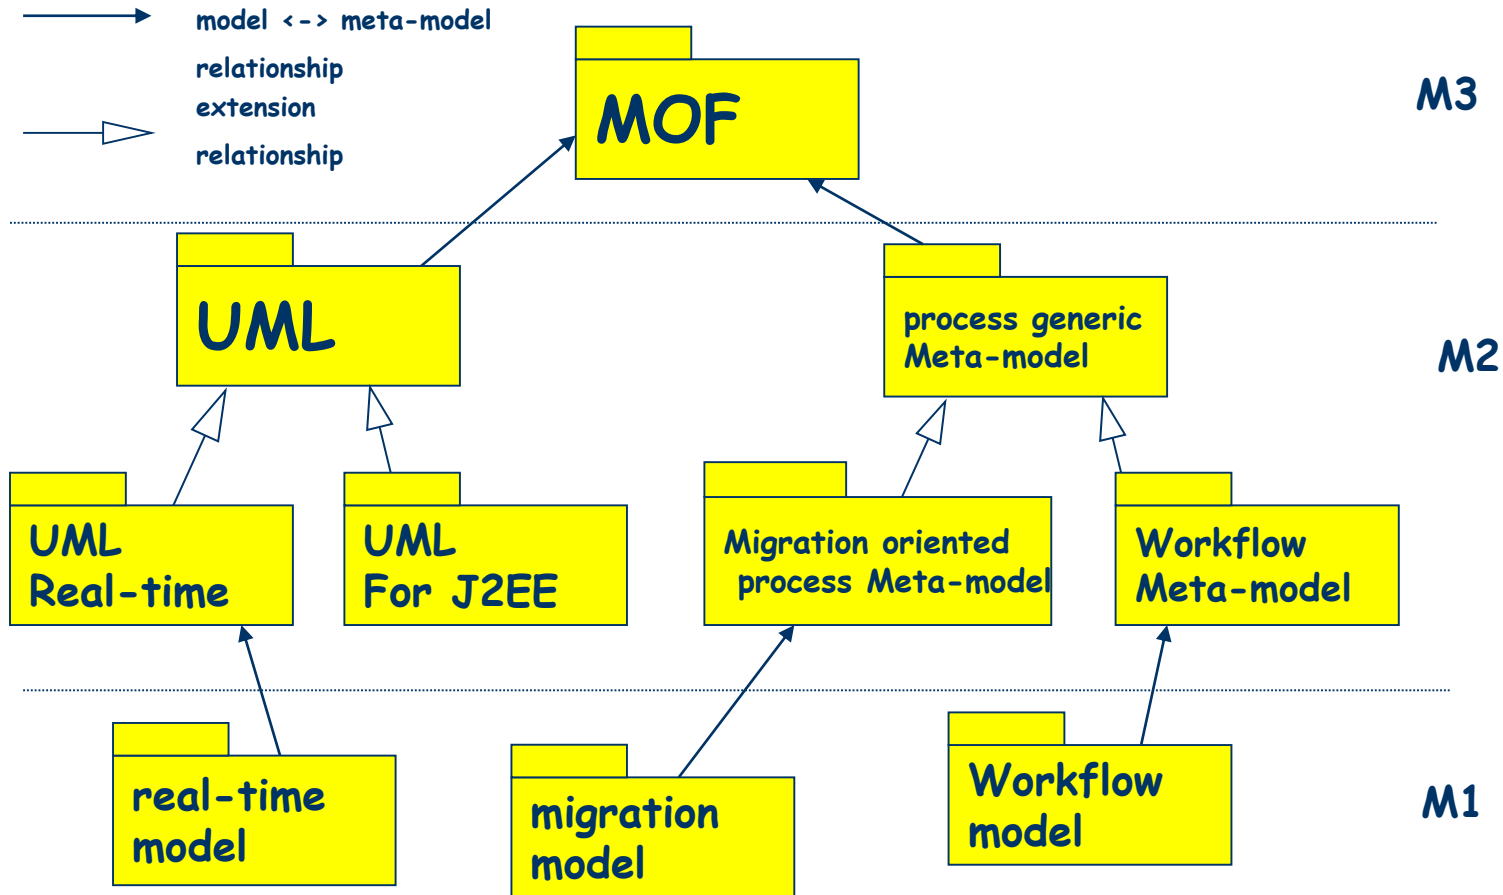 model <-> meta-model
relationship
extension
relationship
MOF
M3
UML
process generic
Meta-model
M2
UML
Real-time
UML
For J2EE
Migration oriented
process Meta-model
Workflow
Meta-model
real-time
model
migration
model
Workflow
model
M1